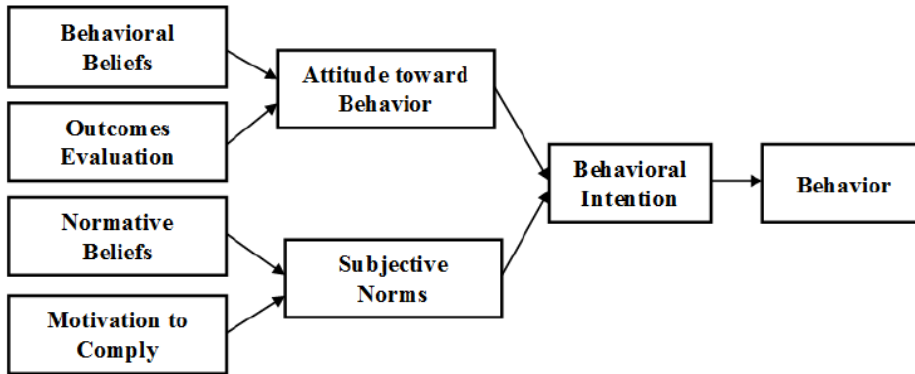 Behavioral
Beliefs
Outcomes
Evaluation
Normative
Beliefs
Motivation to
Comply
Attitude toward
Behavior
Subjective
Norms
Behavioral
Intention
Behavior